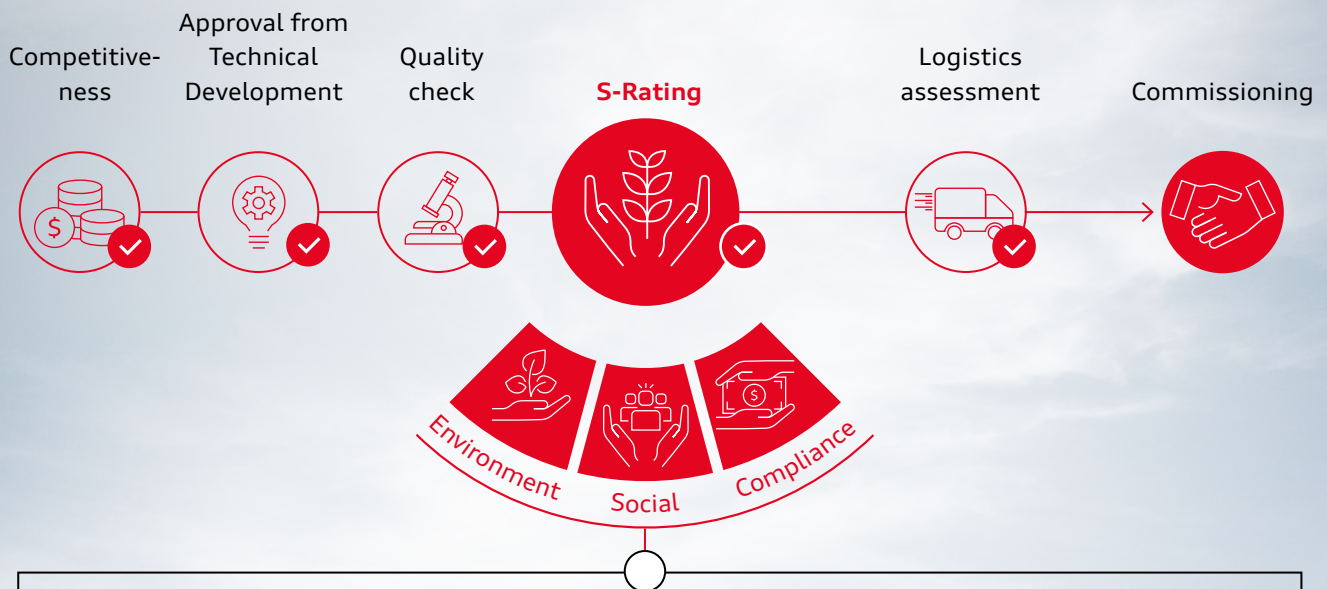 Competitive-
ness
Approval from
Technical
Development
Quality
check
S-Rating
Logistics
assessment
Commissioning
$
$
Environment
Social
Compliance